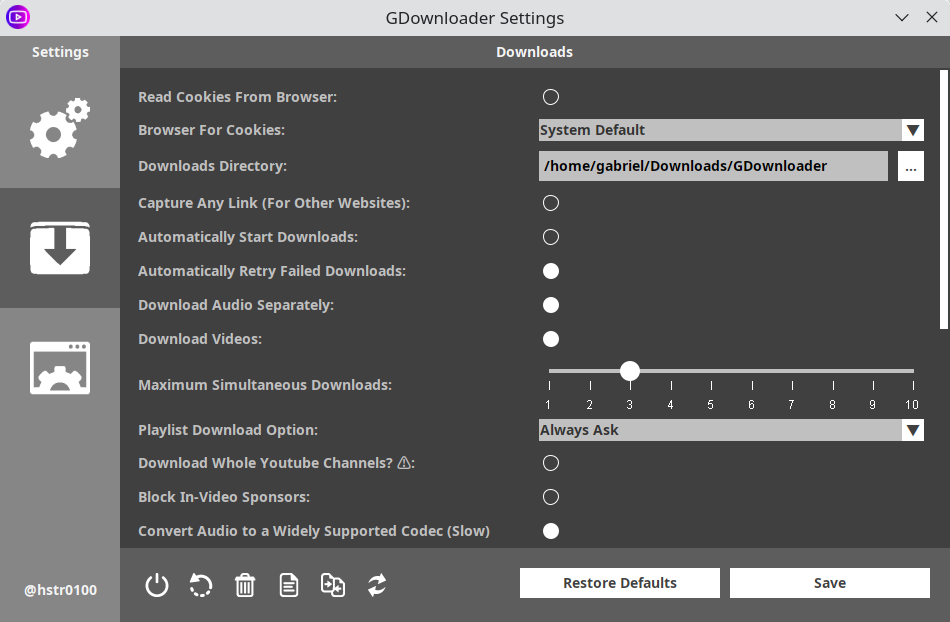 GDownloader Settings
Settings
Downloads
Read Cookies From Browser:
Browser For Cookies:
System Default
Downloads Directory:
/home/gabriel/Downloads/GDownloader
...
Capture Any Link (For Other Websites):
Automatically Start Downloads:
Automatically Retry Failed Downloads:
Download Audio Separately:
Download Videos:
Maximum Simultaneous Downloads:
1 2 3 4 5 6 7 8 9 10
Playlist Download Option:
Always Ask
Download Whole Youtube Channels? ⚠:
Block In-Video Sponsors:
Convert Audio to a Widely Supported Codec (Slow)
@hstr0100
Restore Defaults
Save